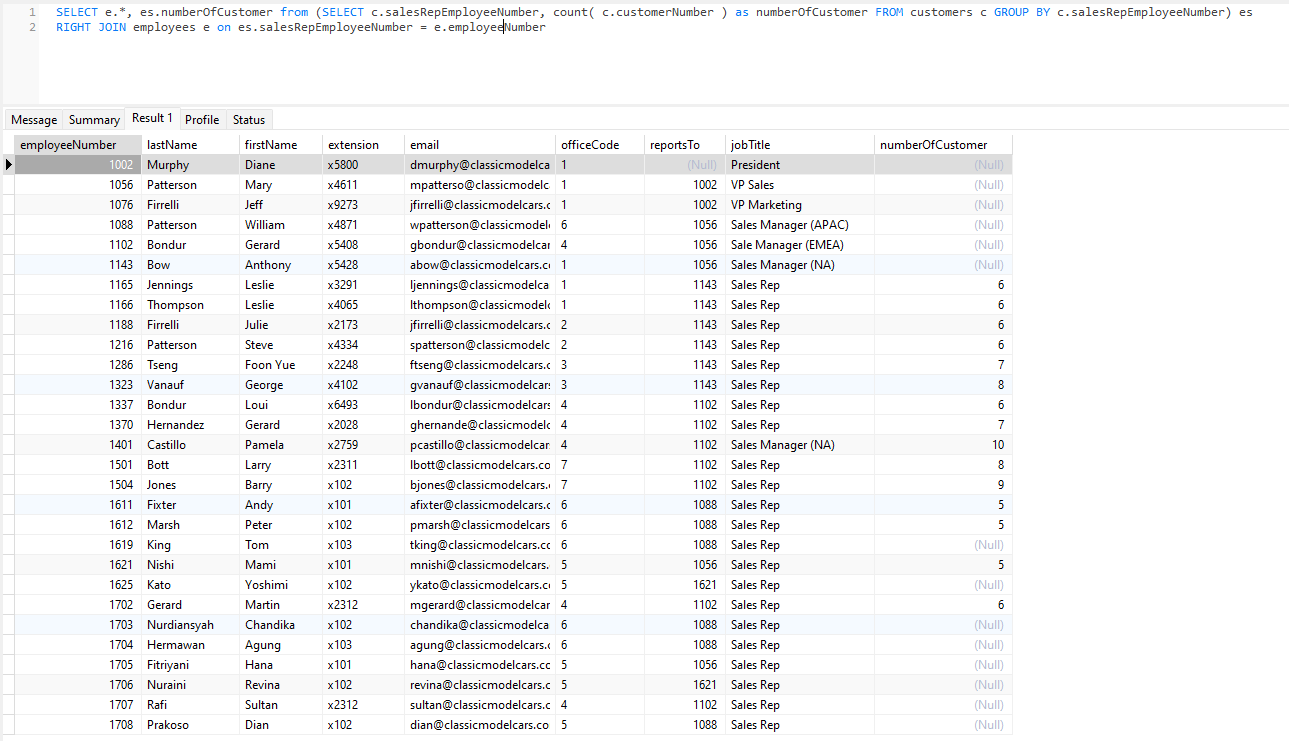 1 SELECT e.*, es.numberOfCustomer from (SELECT c.salesRepEmployeeNumber, count( c.customerNumber ) as numberOfCustomer FROM customers c GROUP BY c.salesRepEmployeeNumber) es
2 RIGHT JOIN employees e on es.salesRepEmployeeNumber = e.employeeNumber
Message Summary Result 1 Profile Status
employeeNumber lastName firstName extension email officeCode reportsTo jobTitle numberOfCustomer
1002 Murphy Diane x5800 dmurphy@classicmodelca 1 (Null) President (Null)
1056 Patterson Mary x4611 mpatterso@classicmodelc 1 1002 VP Sales (Null)
1076 Firrelli Jeff x9273 jfirrelli@classicmodelcars.c 1 1002 VP Marketing (Null)
1088 Patterson William x4871 wpatterson@classicmodel 6 1056 Sales Manager (APAC) (Null)
1102 Bondur Gerard x5408 gbondur@classicmodelcar 4 1056 Sale Manager (EMEA) (Null)
1143 Bow Anthony x5428 abow@classicmodelcars.c 1 1056 Sales Manager (NA) (Null)
1165 Jennings Leslie x3291 ljennings@classicmodelca 1 1143 Sales Rep 6
1166 Thompson Leslie x4065 lthompson@classicmodel 1 1143 Sales Rep 6
1188 Firrelli Julie x2173 jfirrelli@classicmodelcars.c 2 1143 Sales Rep 6
1216 Patterson Steve x4334 spatterson@classicmodelc 2 1143 Sales Rep 6
1286 Tseng Foon Yue x2248 ftseng@classicmodelcars.c 3 1143 Sales Rep 7
1323 Vanauf George x4102 gvanauf@classicmodelcars 3 1143 Sales Rep 8
1337 Bondur Loui x6493 lbondur@classicmodelcars 4 1102 Sales Rep 6
1370 Hernandez Gerard x2028 ghernande@classicmodelc 4 1102 Sales Rep 7
1401 Castillo Pamela x2759 pcastillo@classicmodelcar 4 1102 Sales Manager (NA) 10
1501 Bott Larry x2311 lbott@classicmodelcars.co 7 1102 Sales Rep 8
1504 Jones Barry x102 bjones@classicmodelcars. 7 1102 Sales Rep 9
1611 Fixter Andy x101 afixter@classicmodelcars.c 6 1088 Sales Rep 5
1612 Marsh Peter x102 pmarsh@classicmodelcars 6 1088 Sales Rep 5
1619 King Tom x103 tking@classicmodelcars.cc 6 1088 Sales Rep (Null)
1621 Nishi Mami x101 mnishi@classicmodelcars. 5 1056 Sales Rep 5
1625 Kato Yoshimi x102 ykato@classicmodelcars.c 5 1621 Sales Rep (Null)
1702 Gerard Martin x2312 mgerard@classicmodelcar 4 1102 Sales Rep 6
1703 Nurdiansyah Chandika x102 chandika@classicmodelca 6 1088 Sales Rep (Null)
1704 Hermawan Agung x103 agung@classicmodelcars.c 6 1088 Sales Rep (Null)
1705 Fitriyani Hana x101 hana@classicmodelcars.cc 5 1056 Sales Rep (Null)
1706 Nuraini Revina x102 revina@classicmodelcars.c 5 1621 Sales Rep (Null)
1707 Rafi Sultan x2312 sultan@classicmodelcars.c 4 1102 Sales Rep (Null)
1708 Prakoso Dian x102 dian@classicmodelcars.co 5 1088 Sales Rep (Null)